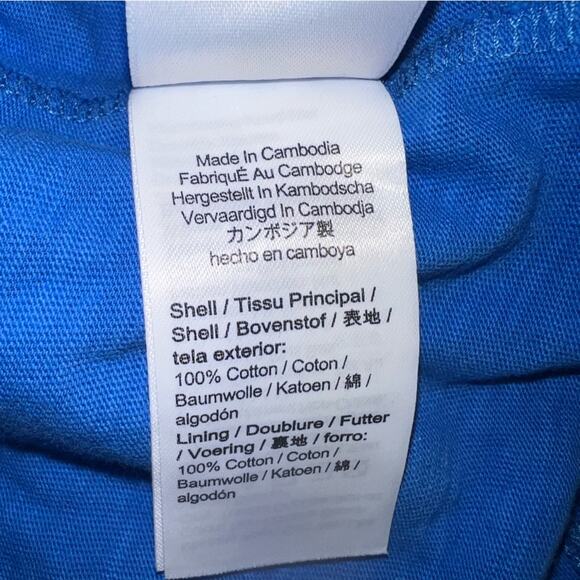 Made In Cambodia
FabriquÉ Au Cambodge
Hergestellt In Kambodscha
Vervaardigd In Cambodja
カンボジア製
hecho en camboya
Shell / Tissu Principal /
Shell / Bovenstof / 表地 /
tela exterior:
100% Cotton / Coton /
Baumwolle / Katoen / 綿 /
algodón
Lining / Doublure / Futter
/ Voering / 裏地 / forro:
100% Cotton / Coton /
Baumwolle / Katoen / 綿 /
algodón